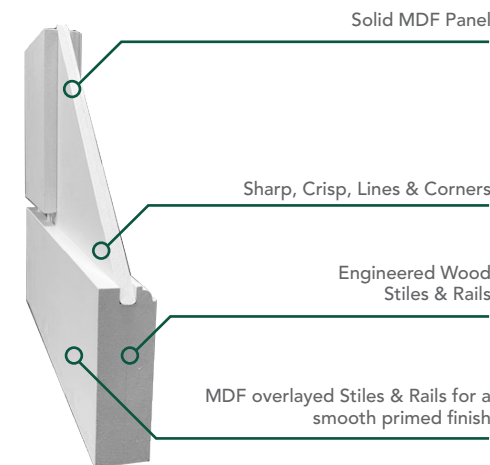 Solid MDF Panel
Sharp, Crisp, Lines & Corners
Engineered Wood
Stiles & Rails
MDF overlayed Stiles & Rails for a
smooth primed finish